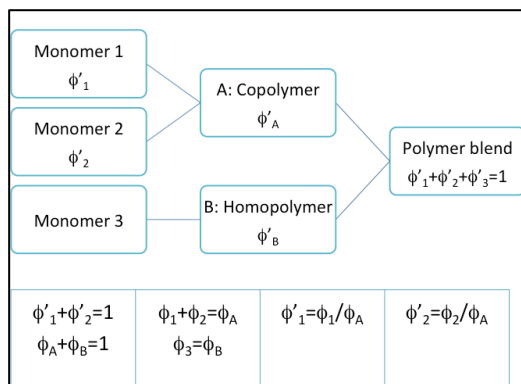 Monomer 1
ϕ'₁
Monomer 2
ϕ'₂
Monomer 3
A: Copolymer
ϕ'A
B: Homopolymer
ϕ'B
Polymer blend
ϕ'₁+ϕ'₂+ϕ'₃=1
ϕ'₁+ϕ'₂=1
ϕA+ϕB=1
ϕ₁+ϕ₂=ϕA
ϕ₃=ϕB
ϕ'₁=ϕ₁/ϕA
ϕ'₂=ϕ₂/ϕA